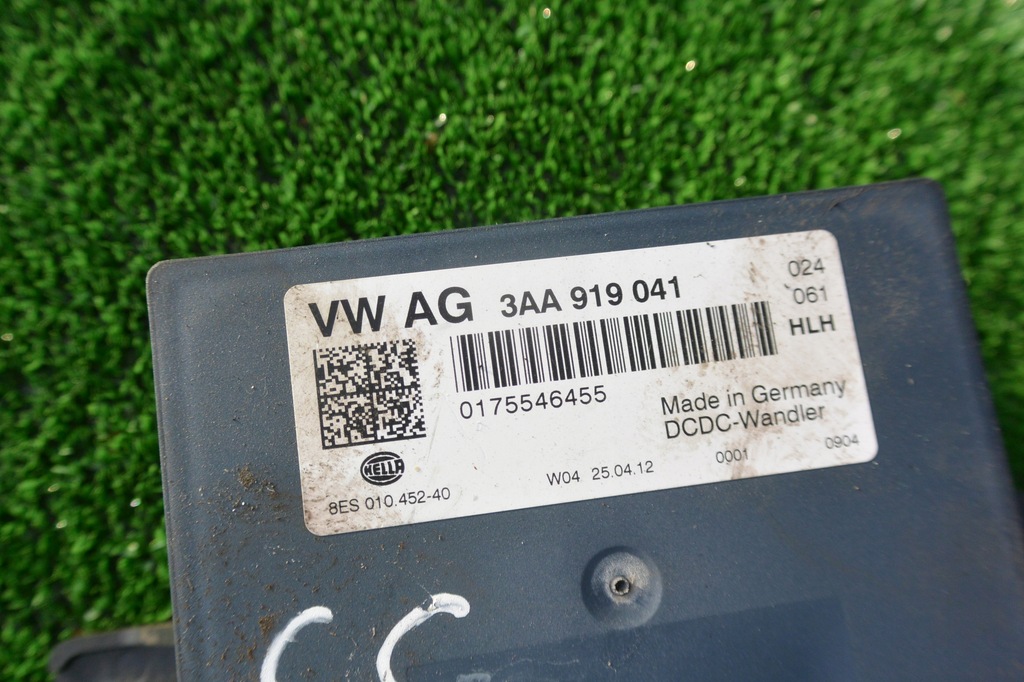 VW AG 3AA 919 041
024
061
HLH
0175546455
Made in Germany
DCDC-Wandler
HELLA
8ES 010.452-40
W04 25.04.12
0001
0904
CC